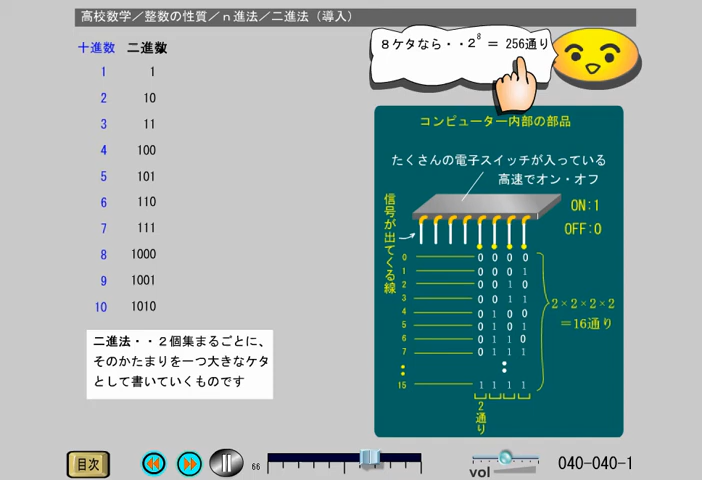 高校数学／整数の性質／ｎ進法／二進法（導入）
十進数 二進数
1 1
2 10
3 11
4 100
5 101
6 110
7 111
8 1000
9 1001
10 1010
二進法・・２個集まるごとに、
そのかたまりを一つ大きなケタ
として書いていくものです
８ケタなら・・２⁸ ＝ 256通り
コンピューター内部の部品
たくさんの電子スイッチが入っている
高速でオン・オフ
ON:1
OFF:0
信号が出てくる線
0 0 0 0 0
1 0 0 0 1
2 0 0 1 0
3 0 0 1 1
4 0 1 0 0
5 0 1 0 1
6 0 1 1 0
7 0 1 1 1
15 1 1 1 1
2×2×2×2
＝16通り
2通り
目次
66
vol
040-040-1